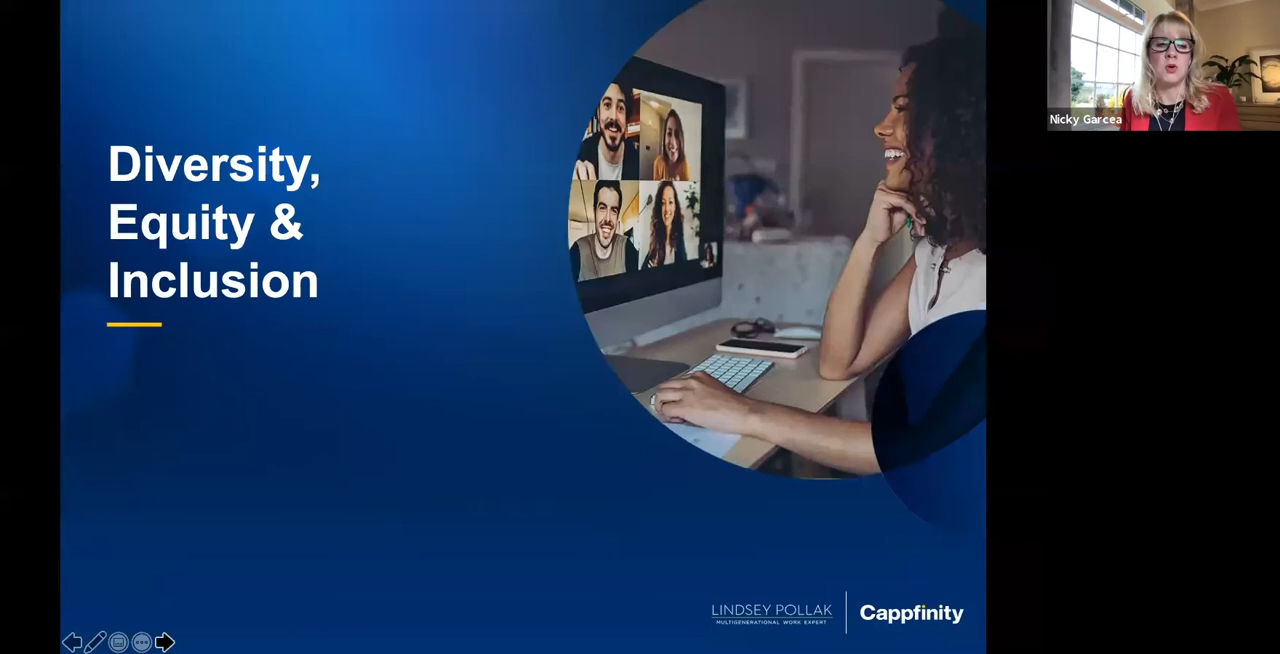 Diversity,
Equity &
Inclusion
Nicky Garcea
LINDSEY POLLAK
MULTIGENERATIONAL WORK EXPERT
Cappfinity